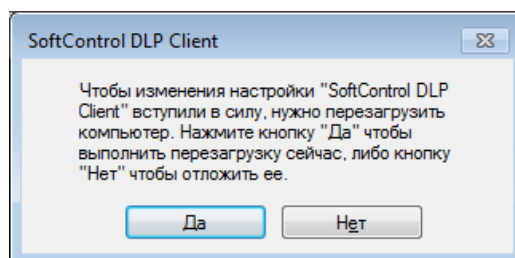 SoftControl DLP Client
Чтобы изменения настройки "SoftControl DLP
Client" вступили в силу, нужно перезагрузить
компьютер. Нажмите кнопку "Да" чтобы
выполнить перезагрузку сейчас, либо кнопку
"Нет" чтобы отложить ее.
Да
Нет